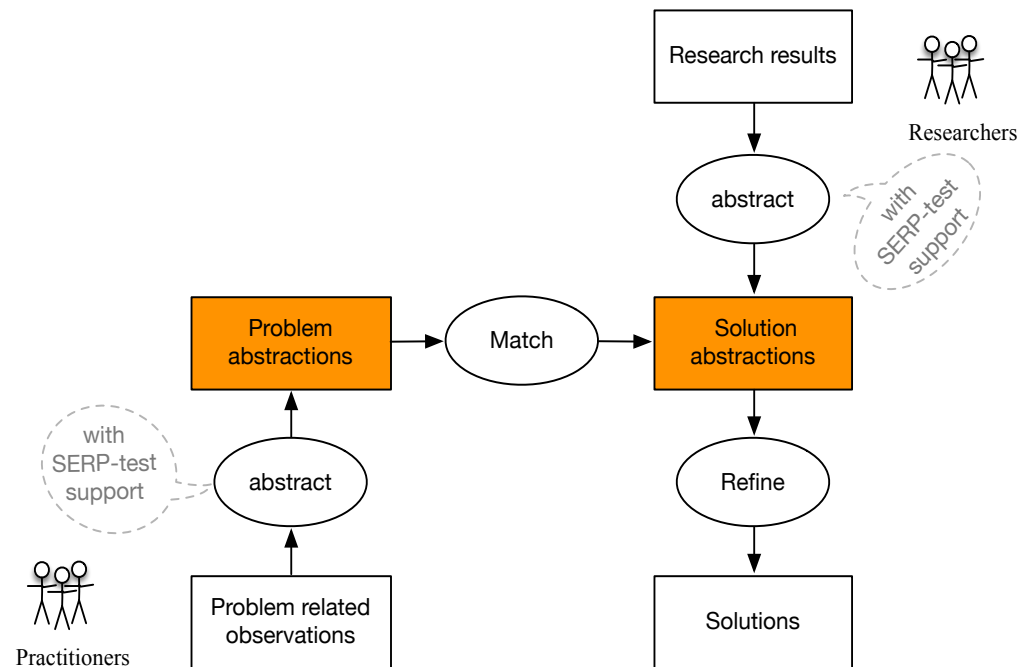 Research results
Researchers
abstract
with
SERP-test
support
Problem
abstractions
Match
Solution
abstractions
with
SERP-test
support
abstract
Refine
Problem related
observations
Solutions
Practitioners